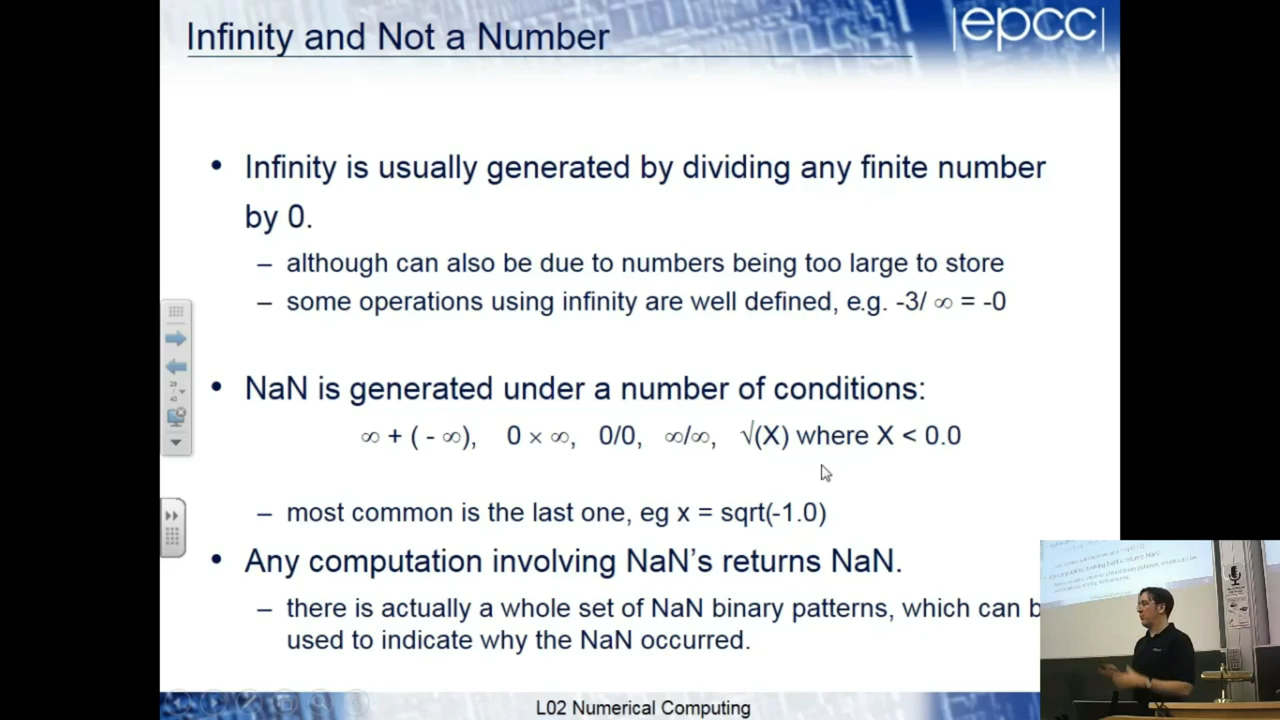 Infinity and Not a Number
|epcc|
• Infinity is usually generated by dividing any finite number
by 0.
– although can also be due to numbers being too large to store
– some operations using infinity are well defined, e.g. -3/ ∞ = -0
• NaN is generated under a number of conditions:
∞ + ( - ∞), 0 × ∞, 0/0, ∞/∞, √(X) where X < 0.0
– most common is the last one, eg x = sqrt(-1.0)
• Any computation involving NaN's returns NaN.
– there is actually a whole set of NaN binary patterns, which can b
used to indicate why the NaN occurred.
L02 Numerical Computing